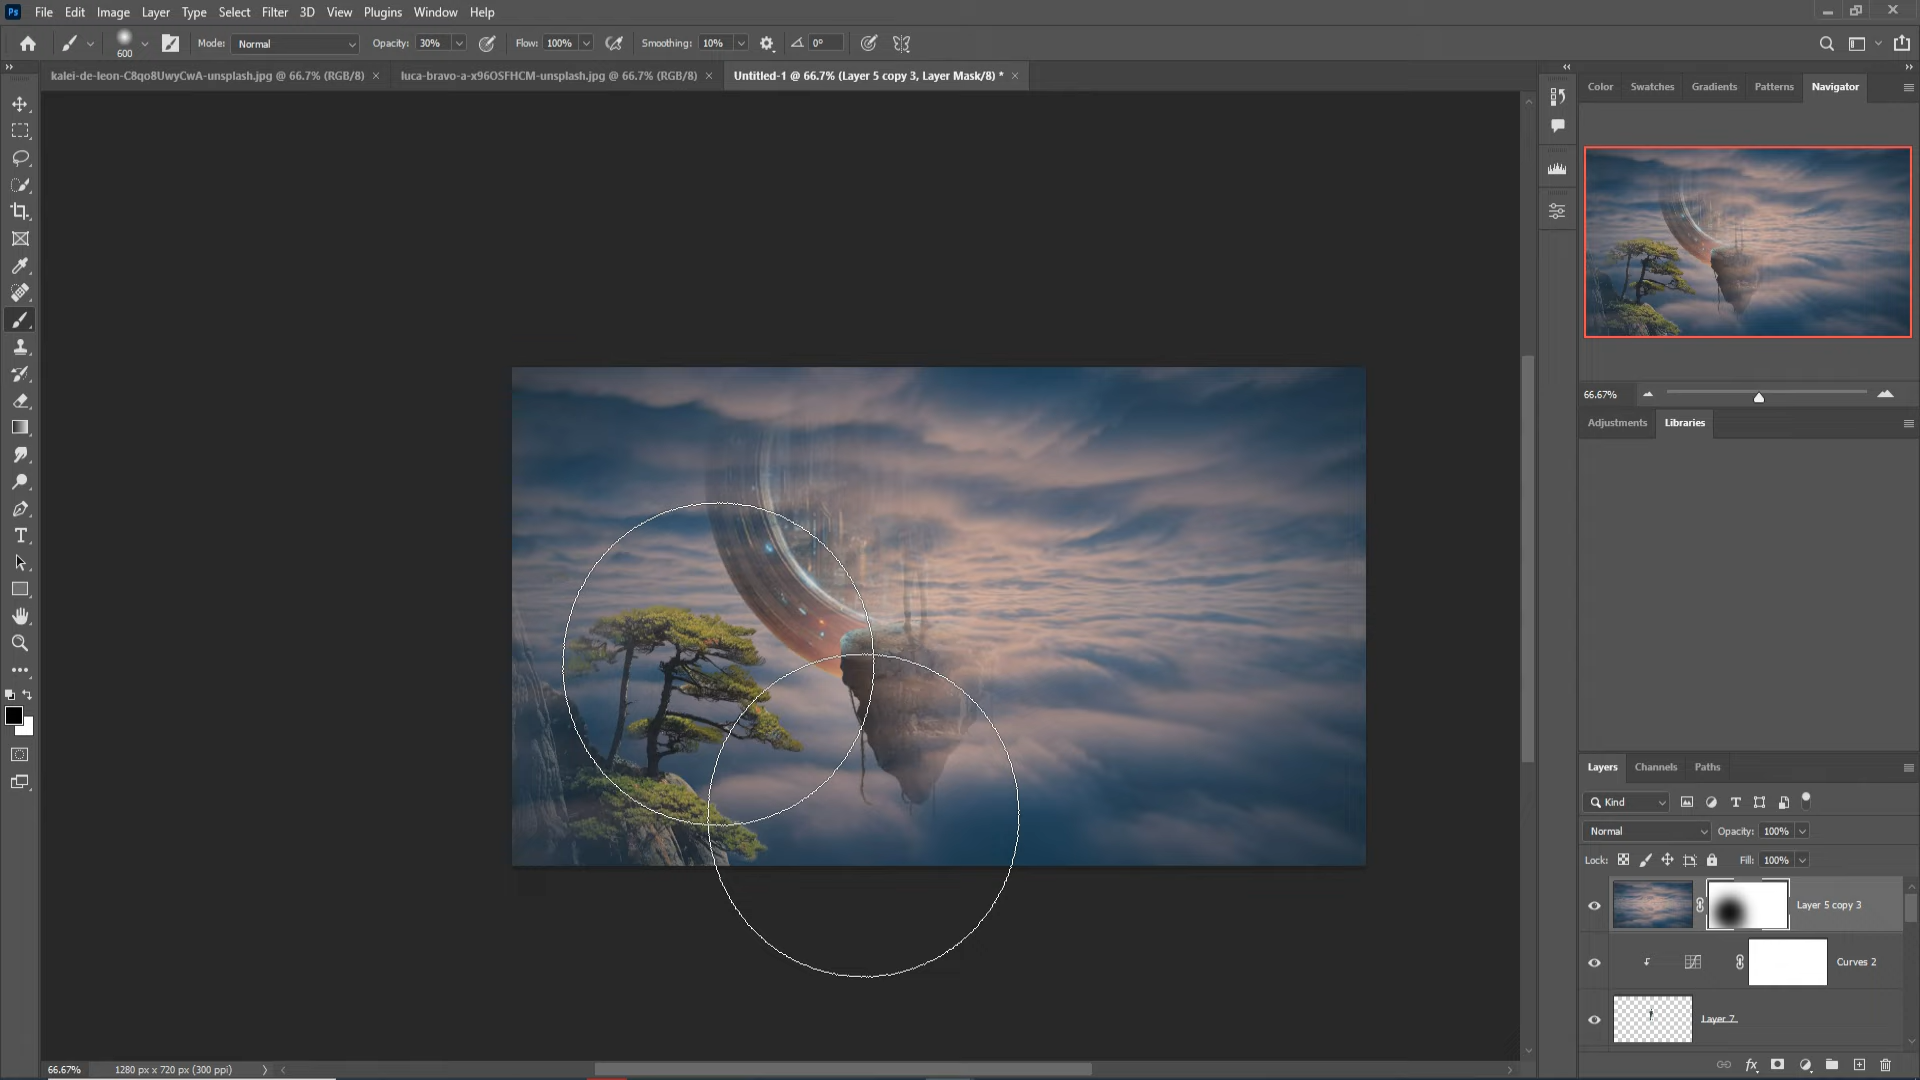 Ps File Edit Image Layer Type Select Filter 3D View Plugins Window Help
600 Mode: Normal Opacity: 30% Flow: 100% Smoothing: 10% 0°
kalei-de-leon-C8qo8UwyCwA-unsplash.jpg @ 66.7% (RGB/8) × luca-bravo-a-x96OSFHCM-unsplash.jpg @ 66.7% (RGB/8) × Untitled-1 @ 66.7% (Layer 5 copy 3, Layer Mask/8) * ×
Color Swatches Gradients Patterns Navigator
66.67%
Adjustments Libraries
Layers Channels Paths
Kind
Normal Opacity: 100%
Lock: Fill: 100%
Layer 5 copy 3
Curves 2
Layer 7
66.67% 1280 px x 720 px (300 ppi)